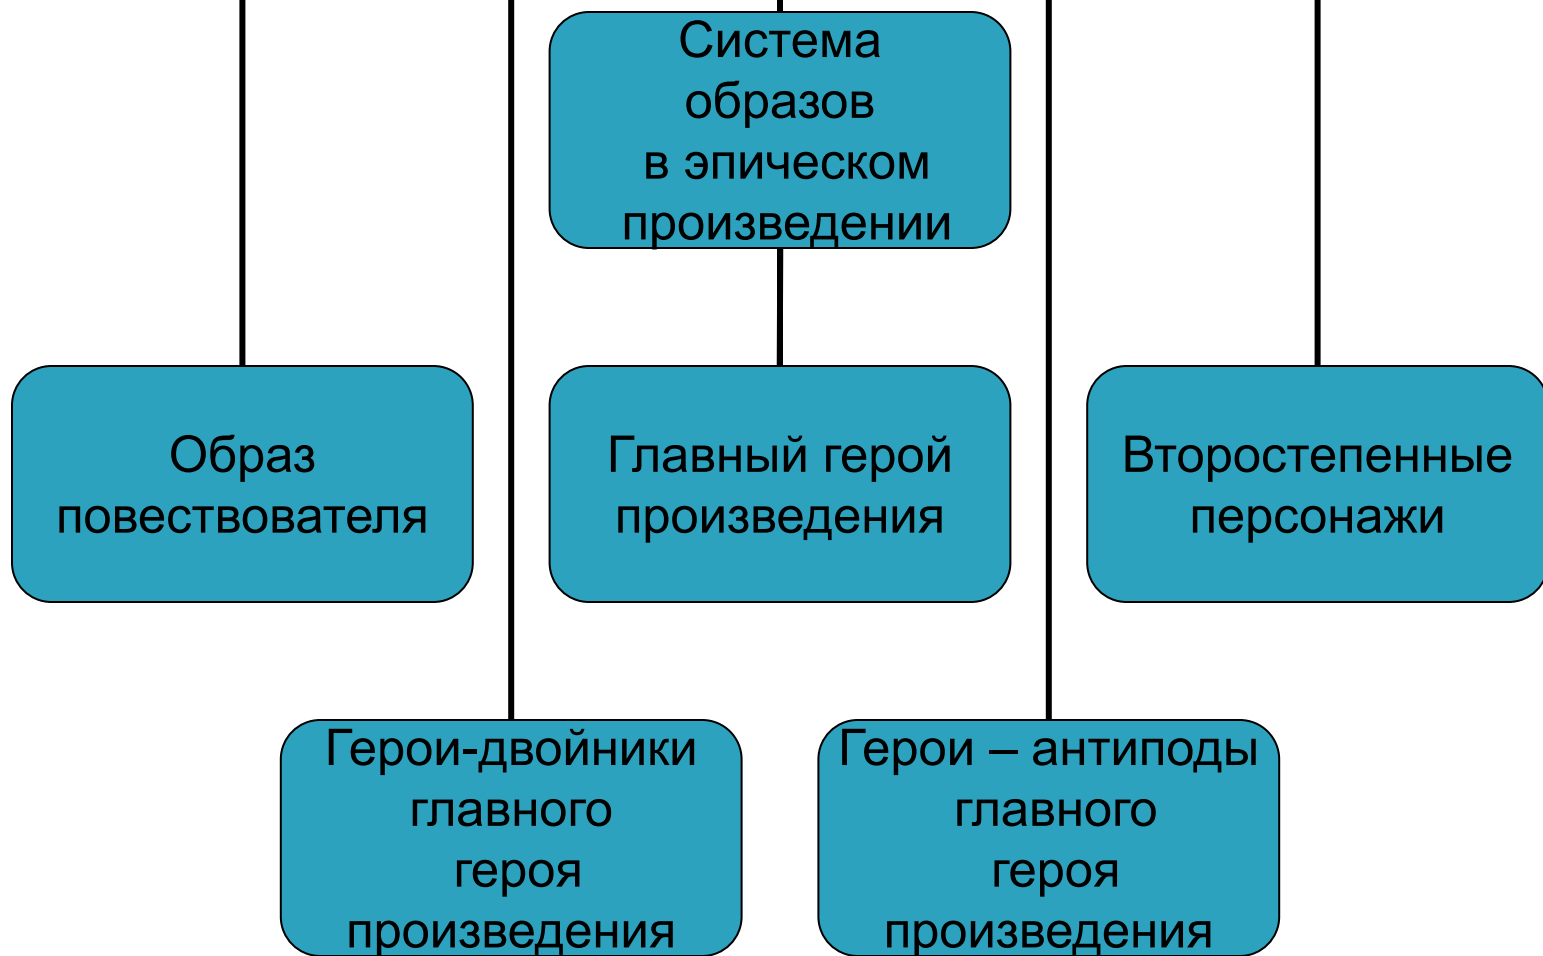 Система
образов
в эпическом
произведении
Образ
повествователя
Главный герой
произведения
Второстепенные
персонажи
Герои-двойники
главного
героя
произведения
Герои – антиподы
главного
героя
произведения